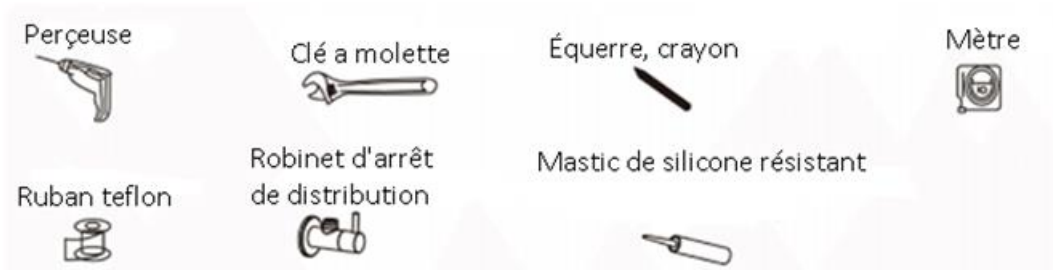 Perçeuse
Clé a molette
Équerre, crayon
Mètre
Ruban teflon
Robinet d'arrêt
de distribution
Mastic de silicone résistant